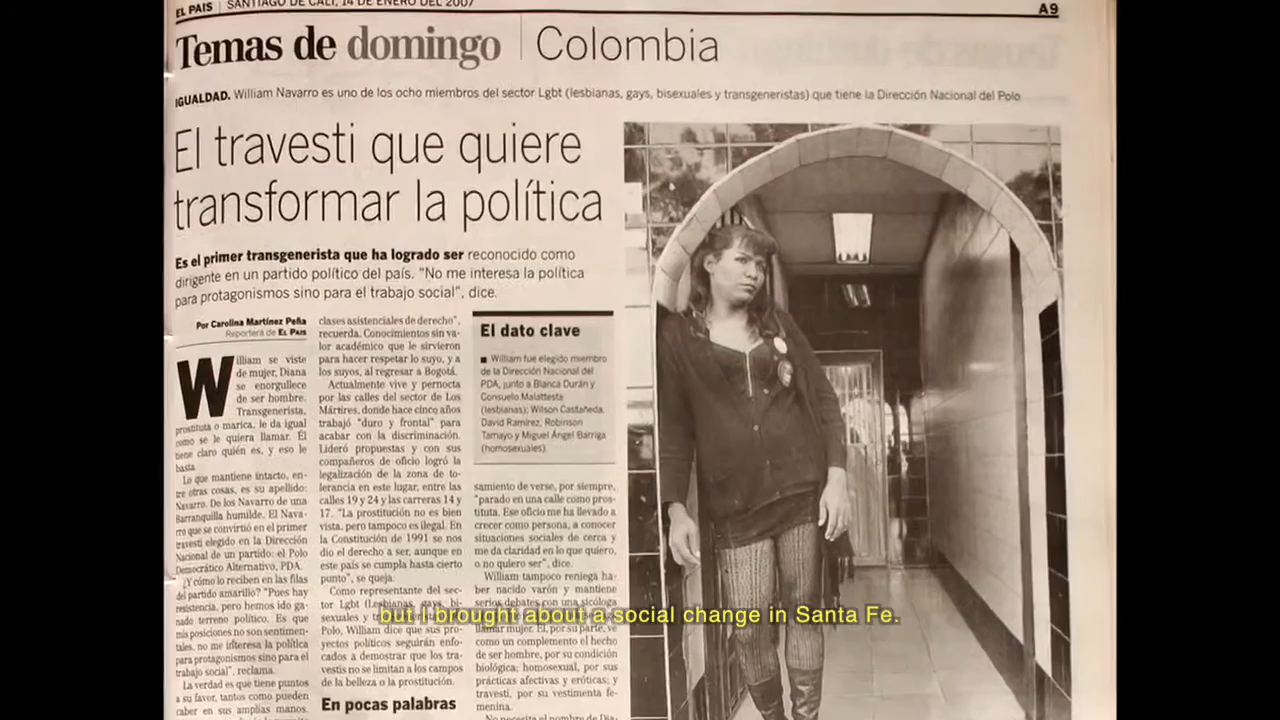 EL PAIS | SANTIAGO DE CALI, 14 DE ENERO DEL 2007
A9
Temas de domingo | Colombia
IGUALDAD. William Navarro es uno de los ocho miembros del sector Lgbt (lesbianas, gays, bisexuales y transgeneristas) que tiene la Dirección Nacional del Polo
El travesti que quiere
transformar la política
Es el primer transgenerista que ha logrado ser reconocido como
dirigente en un partido político del país. "No me interesa la política
para protagonismos sino para el trabajo social", dice.
Por Carolina Martínez Peña
Reportera de EL PAIS
William se viste
de mujer, Diana
se enorgullece
de ser hombre.
Transgenerista,
prostituta o marica, le da igual
como se le quiera llamar. Él
tiene claro quién es, y eso le
basta.
Lo que mantiene intacto, en-
tre otras cosas, es su apellido:
Navarro. De los Navarro de una
Barranquilla humilde. El Nava-
rro que se convirtió en el primer
travesti elegido en la Dirección
Nacional de un partido: el Polo
Democrático Alternativo, PDA.
¿Y cómo lo reciben en las filas
del partido amarillo? "Pues hay
resistencia, pero hemos ido ga-
nado terreno político. Es que
mis posiciones no son sentimen-
tales, no me interesa la política
para protagonismos sino para el
trabajo social", reclama.
La verdad es que tiene puntos
a su favor, tantos como pueden
caber en sus amplias manos.
clases asistenciales de derecho",
recuerda. Conocimientos sin va-
lor académico que le sirvieron
para hacer respetar lo suyo, y a
los suyos, al regresar a Bogotá.
Actualmente vive y pernocta
por las calles del sector de Los
Mártires, donde hace cinco años
trabajó "duro y frontal" para
acabar con la discriminación.
Lideró propuestas y con sus
compañeros de oficio logró la
legalización de la zona de to-
lerancia en este lugar, entre las
calles 19 y 24 y las carreras 14 y
17. "La prostitución no es bien
vista, pero tampoco es ilegal. En
la Constitución de 1991 se nos
dio el derecho a ser, aunque en
este país se cumpla hasta cierto
punto", se queja.
Como representante del sec-
tor Lgbt (Lesbianas, gays, bi-
sexuales y
Polo, William dice que sus pro-
yectos políticos seguirán enfo-
cados a demostrar que los tra-
vestis no se limitan a los campos
de la belleza o la prostitución.
En pocas palabras
El dato clave
■ William fue elegido miembro
de la Dirección Nacional del
PDA, junto a Blanca Durán y
Consuelo Malattesta
(lesbianas); Wilson Castañeda,
David Ramírez, Robinson
Tamayo y Miguel Ángel Barriga
(homosexuales).
samiento de verse, por siempre,
"parado en una calle como pros-
tituta. Ese oficio me ha llevado a
crecer como persona, a conocer
situaciones sociales de cerca y
me da claridad en lo que quiero,
o no quiero ser", dice.
William tampoco reniega ha-
ber nacido varón y mantiene
serios debates con una sicóloga
llamar mujer. Él, por su parte, ve
como un complemento el hecho
de ser hombre, por su condición
biológica; homosexual, por sus
prácticas afectivas y eróticas; y
travesti, por su vestimenta fe-
menina.
No necesita el nombre de Dia-
but I brought about a social change in Santa Fe.